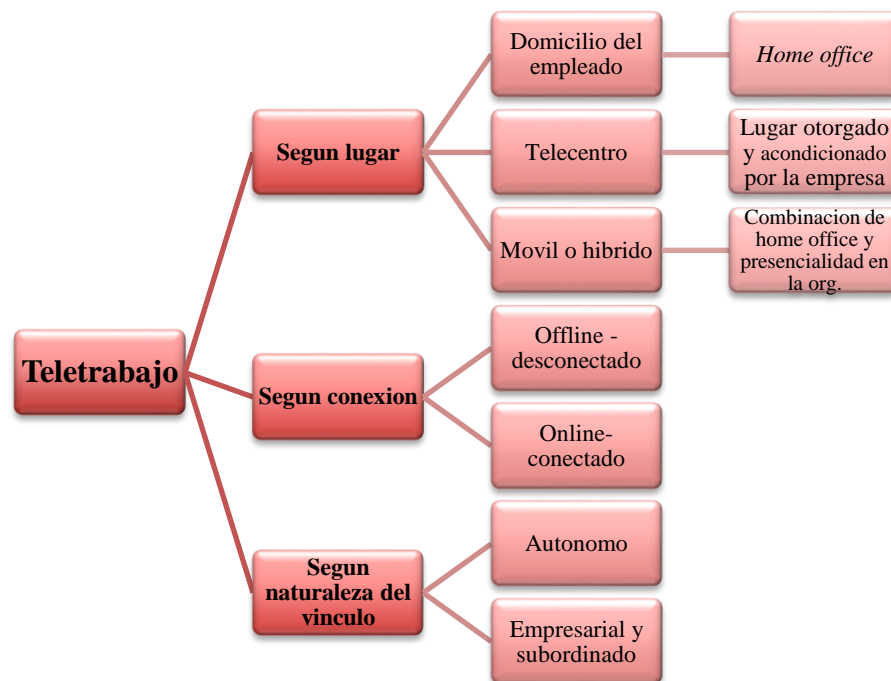 Teletrabajo
Segun lugar
Domicilio del
empleado
Home office
Telecentro
Lugar otorgado
y acondicionado
por la empresa
Movil o hibrido
Combinacion de
home office y
presencialidad en
la org.
Segun conexion
Offline -
desconectado
Online-
conectado
Segun
naturaleza del
vinculo
Autonomo
Empresarial y
subordinado